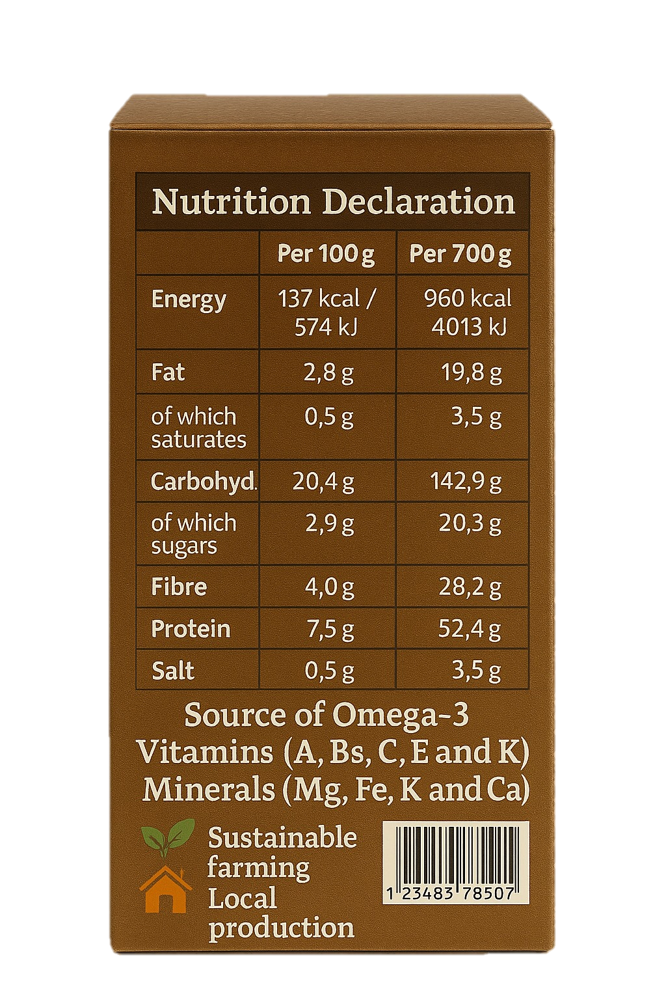 Nutrition Declaration
Per 100 g Per 700 g
Energy 137 kcal / 960 kcal
574 kJ 4013 kJ
Fat 2,8 g 19,8 g
of which 0,5 g 3,5 g
saturates
Carbohyd. 20,4 g 142,9 g
of which 2,9 g 20,3 g
sugars
Fibre 4,0 g 28,2 g
Protein 7,5 g 52,4 g
Salt 0,5 g 3,5 g
Source of Omega-3
Vitamins (A, Bs, C, E and K)
Minerals (Mg, Fe, K and Ca)
Sustainable
farming
Local
production
1 23483 78507